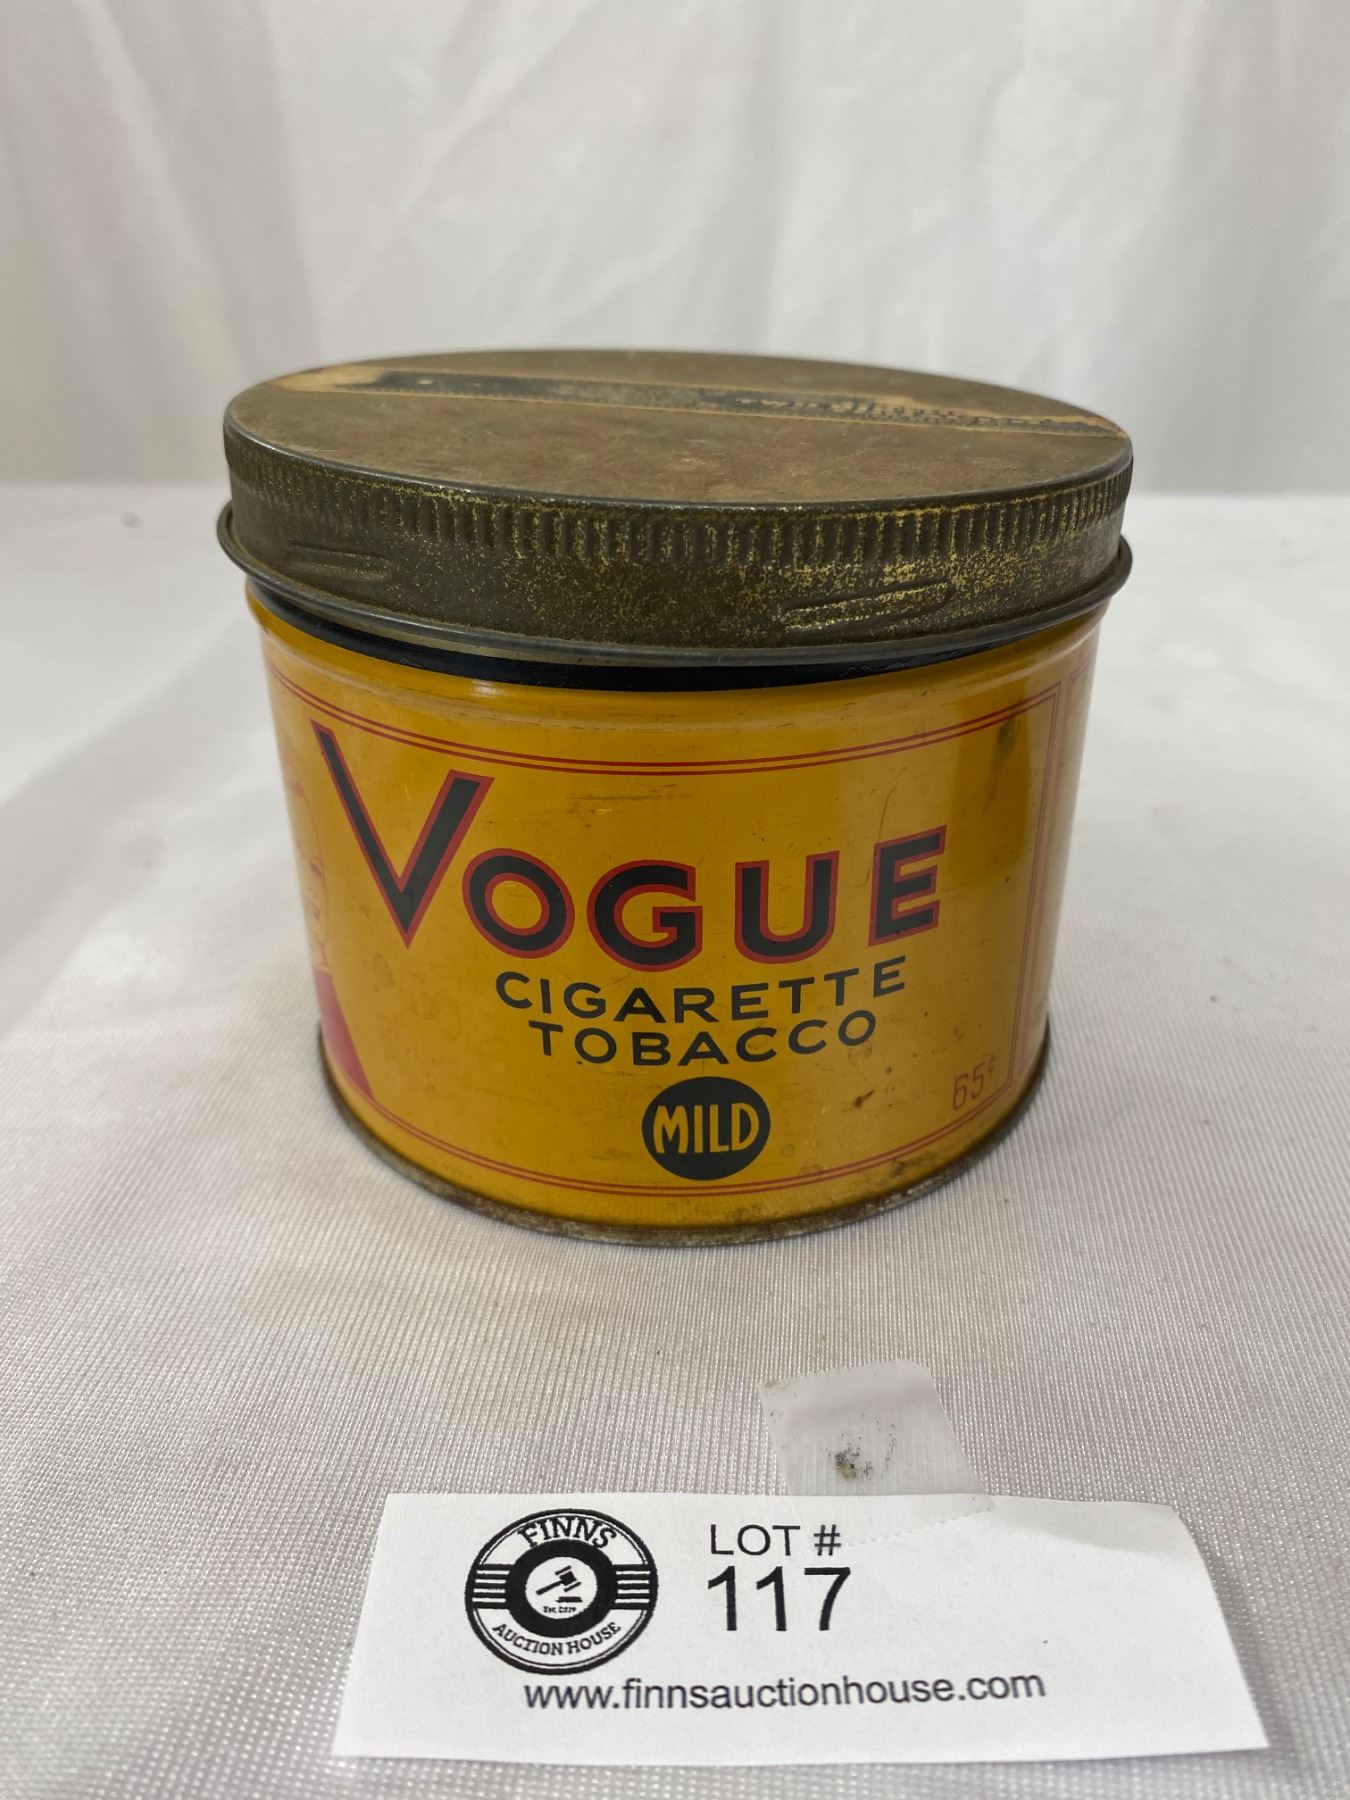 VOGUE
CIGARETTE
TOBACCO
MILD
65¢
FINNS
AUCTION HOUSE
LOT #
117
www.finnsauctionhouse.com